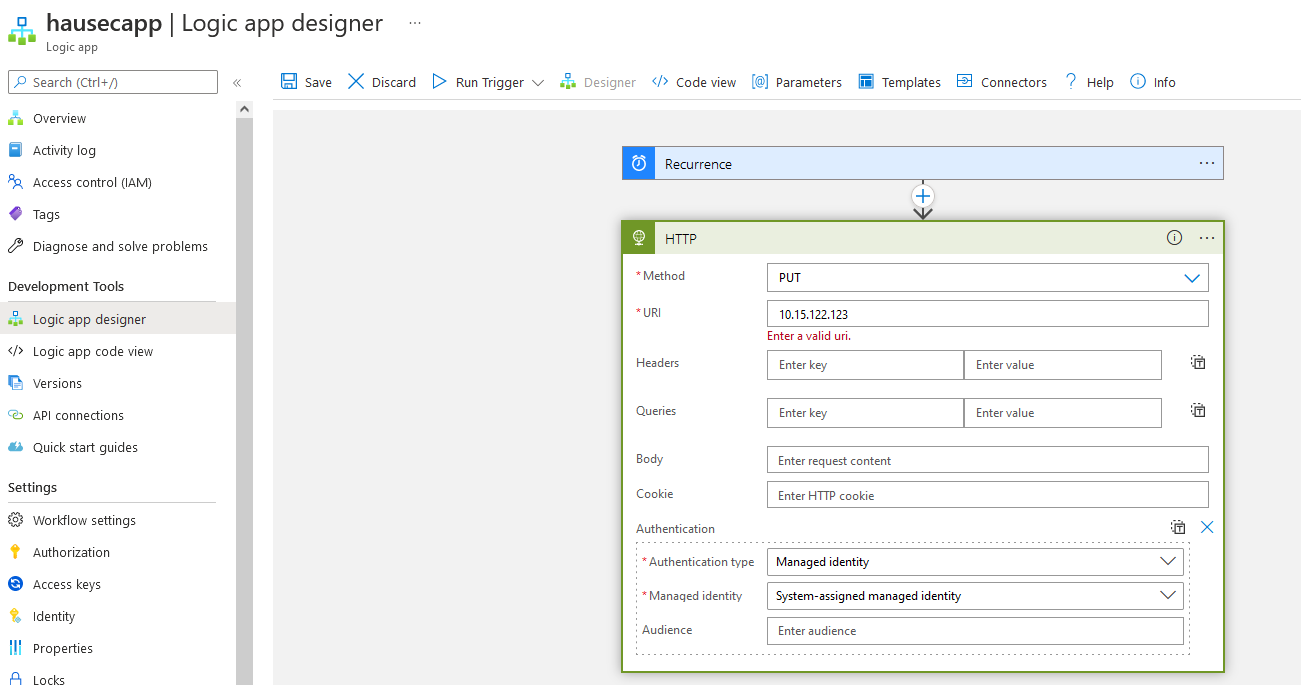 hausecapp | Logic app designer ...
Logic app
Search (Ctrl+/)
«
Overview
Activity log
Access control (IAM)
Tags
Diagnose and solve problems
Development Tools
Logic app designer
Logic app code view
Versions
API connections
Quick start guides
Settings
Workflow settings
Authorization
Access keys
Identity
Properties
Locks
Save Discard Run Trigger Designer Code view Parameters Templates Connectors Help Info
Recurrence ...
HTTP ...
* Method PUT
* URI 10.15.122.123
Enter a valid uri.
Headers Enter key Enter value
Queries Enter key Enter value
Body Enter request content
Cookie Enter HTTP cookie
Authentication
* Authentication type Managed identity
* Managed identity System-assigned managed identity
Audience Enter audience